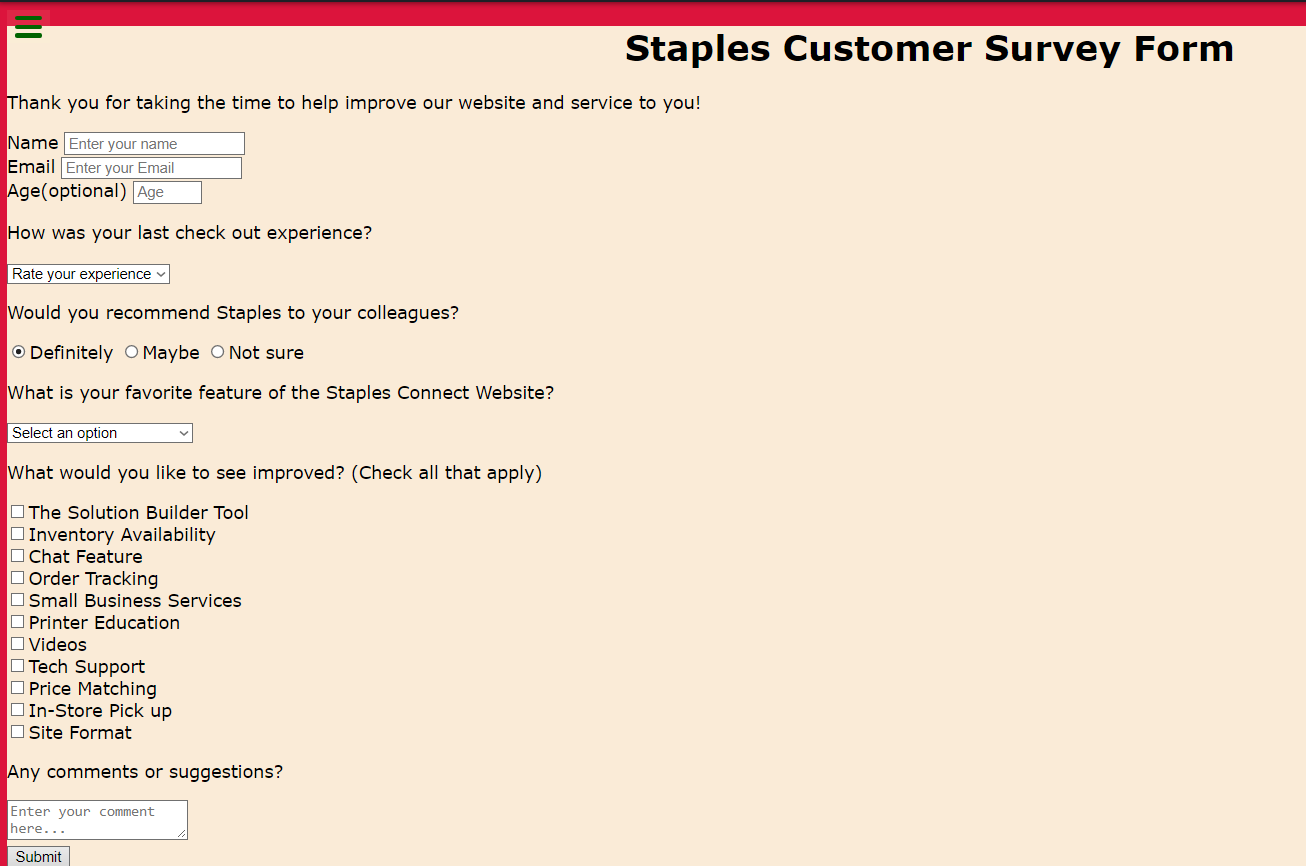 Staples Customer Survey Form
Thank you for taking the time to help improve our website and service to you!
Name Enter your name
Email Enter your Email
Age(optional) Age
How was your last check out experience?
Rate your experience
Would you recommend Staples to your colleagues?
Definitely Maybe Not sure
What is your favorite feature of the Staples Connect Website?
Select an option
What would you like to see improved? (Check all that apply)
The Solution Builder Tool
Inventory Availability
Chat Feature
Order Tracking
Small Business Services
Printer Education
Videos
Tech Support
Price Matching
In-Store Pick up
Site Format
Any comments or suggestions?
Enter your comment
here...
Submit